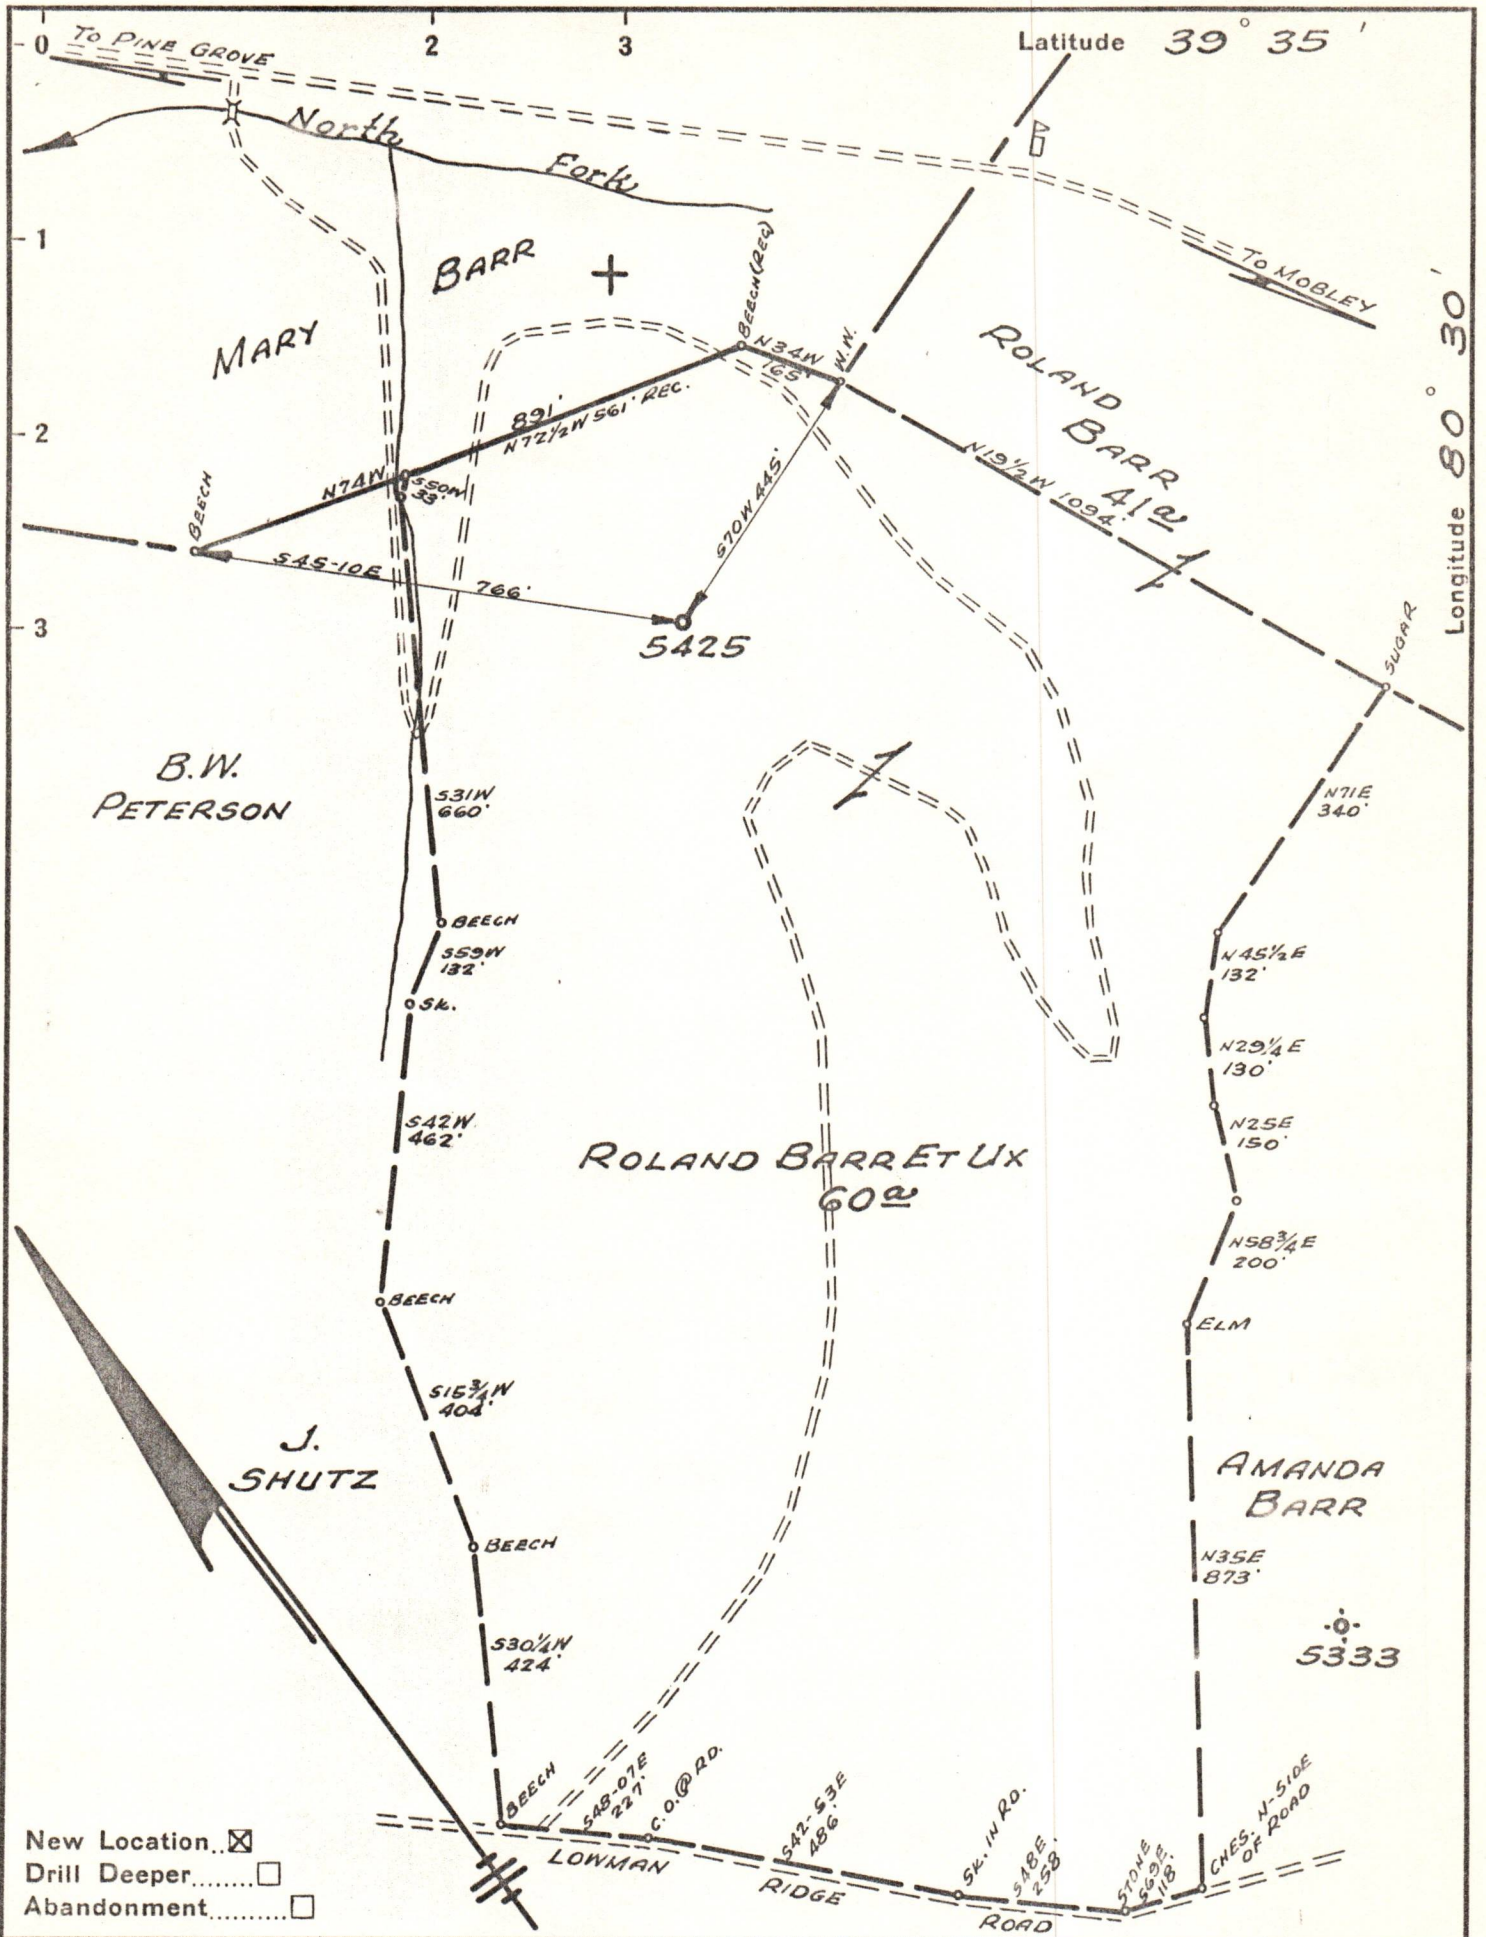 0
2
3
Latitude 39° 35'
TO PINE GROVE
North
Fork
1
BARR
BEECH (REC)
TO MOBLEY
MARY
N34W
165'
W.N.
ROLAND
BARR
41a
Longitude 80° 30'
891'
N72½W 561' REC.
2
N74W
S50W
33'
N19½W 1094'
BEECH
S70W 445'
S45-10E
766'
3
5425
SUGAR
B.W.
PETERSON
S31W
660'
N71E
340'
BEECH
S59W
132'
SK.
N45½E
132'
N29¼E
130'
S42W
462'
N25E
150'
ROLAND BARR ET UX
60a
N58¾E
200'
BEECH
ELM
S15¾W
404'
J.
SHUTZ
AMANDA
BARR
BEECH
N35E
873'
S30¼W
424'
5333
BEECH
S48-07E
227'
C.O.@RD.
S42-53E
486'
SK. IN RD.
S48E
258'
STONE
S69E
118'
CHES. N-SIDE
OF ROAD
LOWMAN
RIDGE
ROAD
New Location..☒
Drill Deeper........☐
Abandonment..........☐